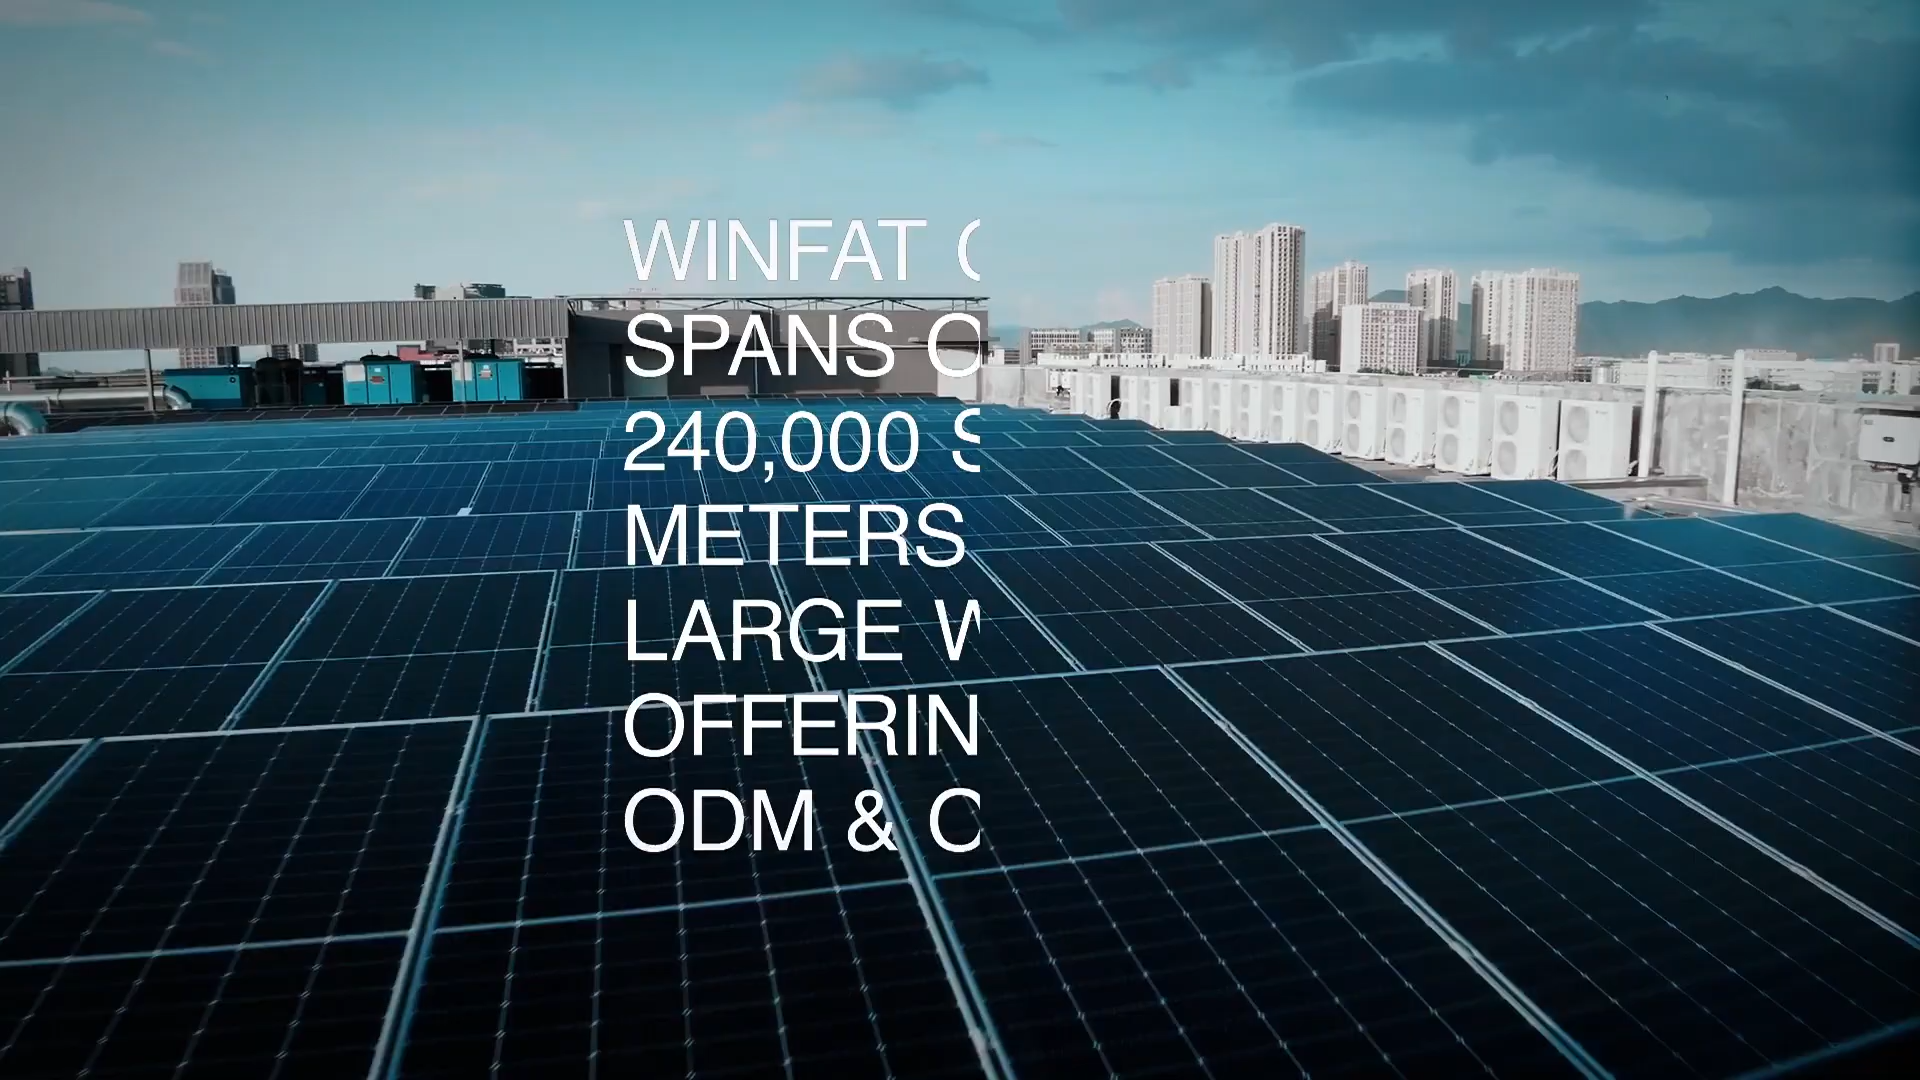 WINFAT
SPANS
240,000
METERS
LARGE
OFFERIN
ODM &